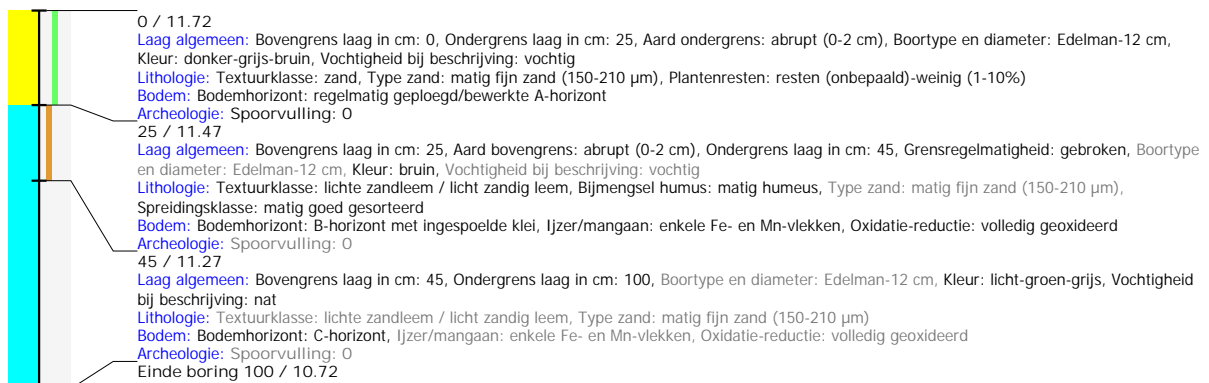 0 / 11.72
Laag algemeen: Bovengrens laag in cm: 0, Ondergrens laag in cm: 25, Aard ondergrens: abrupt (0-2 cm), Boortype en diameter: Edelman-12 cm,
Kleur: donker-grijs-bruin, Vochtigheid bij beschrijving: vochtig
Lithologie: Textuurklasse: zand, Type zand: matig fijn zand (150-210 µm), Plantenresten: resten (onbepaald)-weinig (1-10%)
Bodem: Bodemhorizont: regelmatig geploegd/bewerkte A-horizont
Archeologie: Spoorvulling: 0
25 / 11.47
Laag algemeen: Bovengrens laag in cm: 25, Aard bovengrens: abrupt (0-2 cm), Ondergrens laag in cm: 45, Grensregelmatigheid: gebroken, Boortype
en diameter: Edelman-12 cm, Kleur: bruin, Vochtigheid bij beschrijving: vochtig
Lithologie: Textuurklasse: lichte zandleem / licht zandig leem, Bijmengsel humus: matig humeus, Type zand: matig fijn zand (150-210 µm),
Spreidingsklasse: matig goed gesorteerd
Bodem: Bodemhorizont: B-horizont met ingespoelde klei, Ijzer/mangaan: enkele Fe- en Mn-vlekken, Oxidatie-reductie: volledig geoxideerd
Archeologie: Spoorvulling: 0
45 / 11.27
Laag algemeen: Bovengrens laag in cm: 45, Ondergrens laag in cm: 100, Boortype en diameter: Edelman-12 cm, Kleur: licht-groen-grijs, Vochtigheid
bij beschrijving: nat
Lithologie: Textuurklasse: lichte zandleem / licht zandig leem, Type zand: matig fijn zand (150-210 µm)
Bodem: Bodemhorizont: C-horizont, Ijzer/mangaan: enkele Fe- en Mn-vlekken, Oxidatie-reductie: volledig geoxideerd
Archeologie: Spoorvulling: 0
Einde boring 100 / 10.72